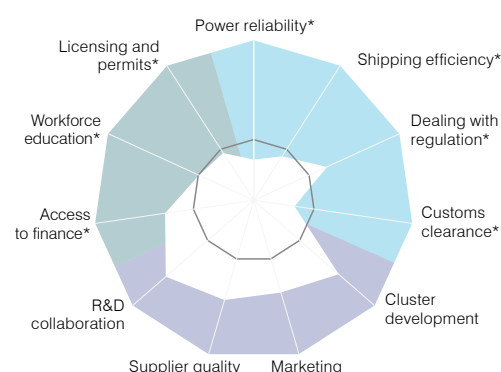 Power reliability*
Licensing and
permits*
Shipping efficiency*
Workforce
education*
Dealing with
regulation*
Access
to finance*
Customs
clearance*
R&D
collaboration
Cluster
development
Supplier quality
Marketing